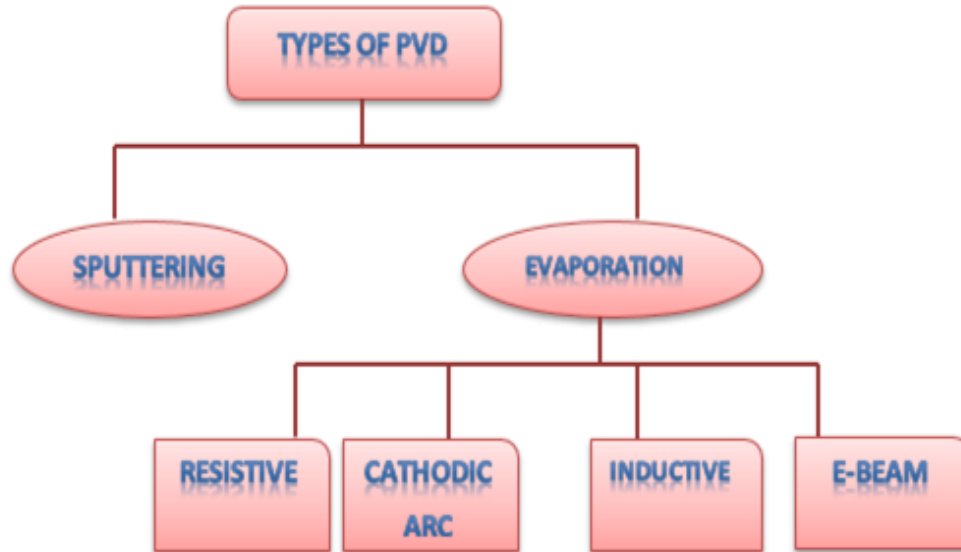 TYPES OF PVD
SPUTTERING
EVAPORATION
RESISTIVE
CATHODIC
ARC
INDUCTIVE
E-BEAM